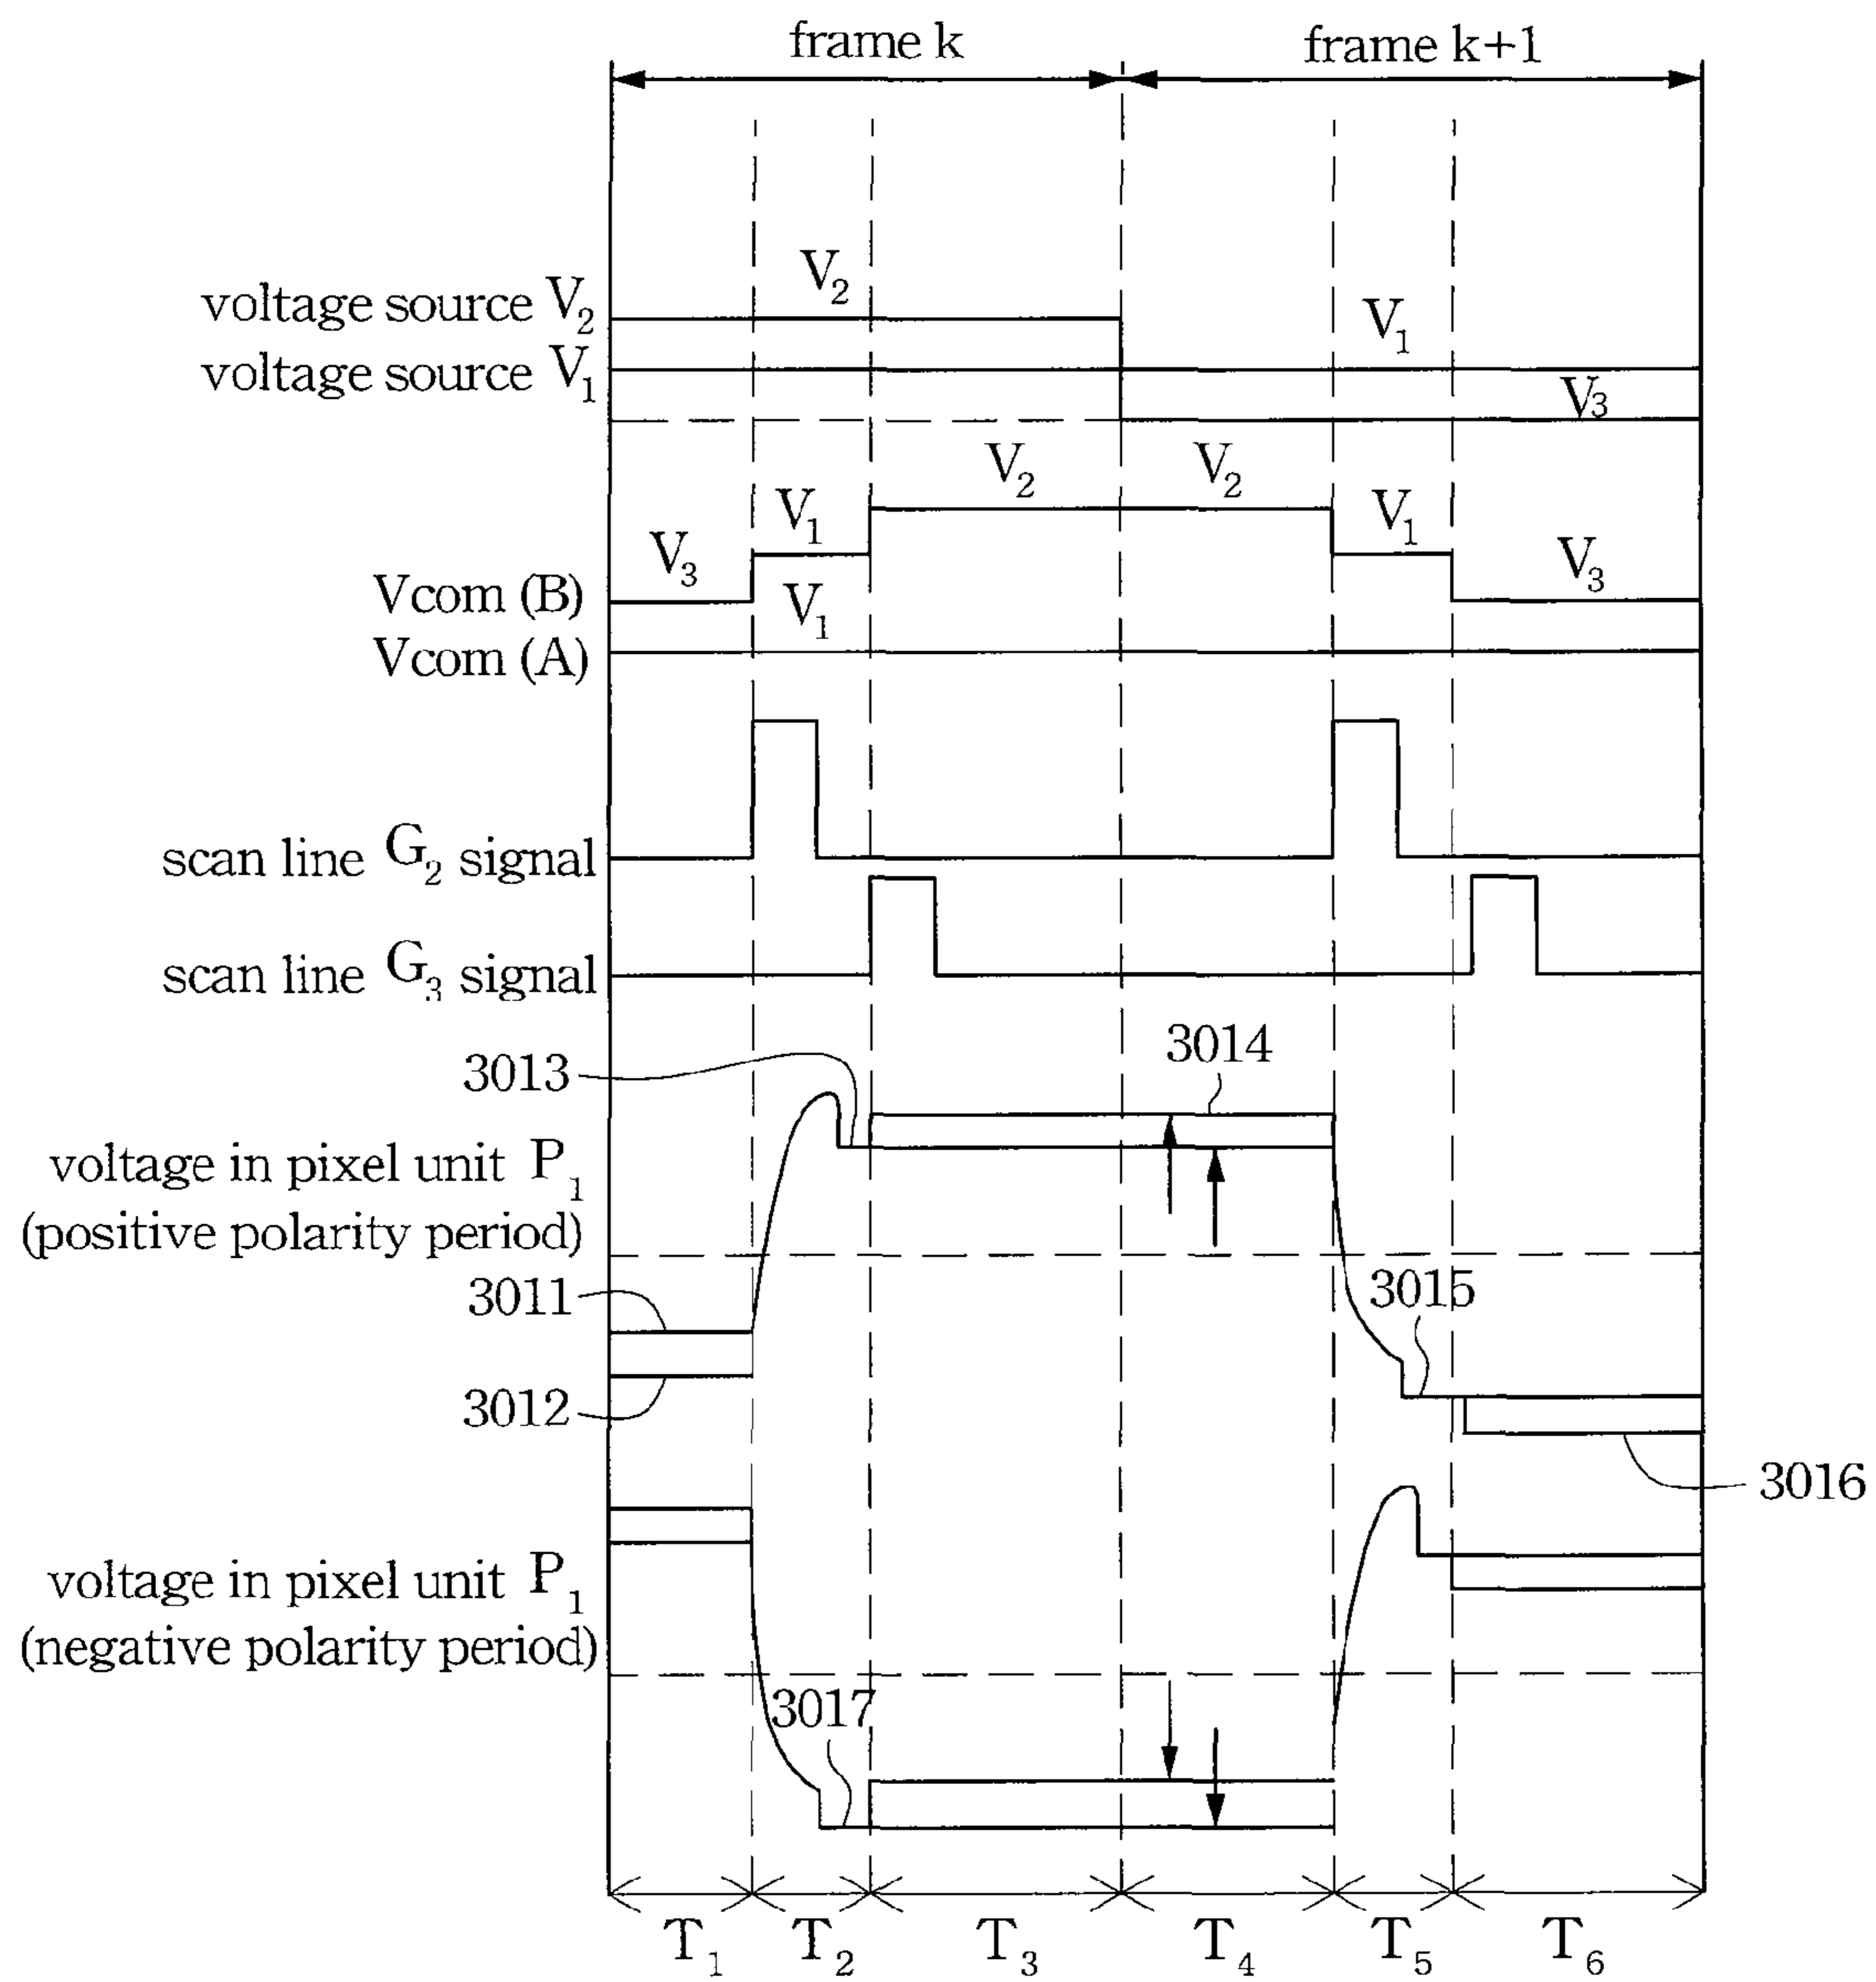 frame k
frame k+1
voltage source V2
V2
voltage source V1
V1
V3
V2
V2
V1
V1
V3
V3
Vcom (B)
V1
Vcom (A)
scan line G2 signal
scan line G3 signal
3014
3013
voltage in pixel unit P1
(positive polarity period)
3011
3015
3012
3016
voltage in pixel unit P1
(negative polarity period)
3017
T1 T2 T3 T4 T5 T6